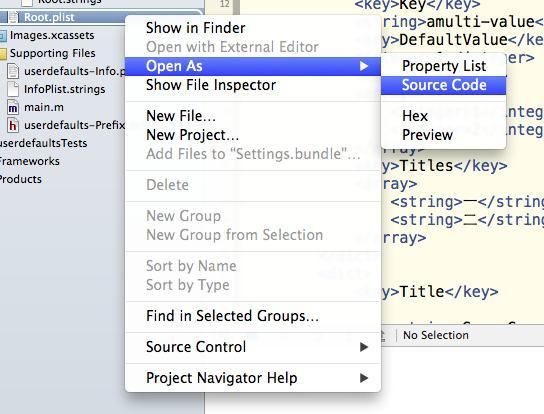 Root.strings
Root.plist
Images.xcassets
Supporting Files
userdefaults-Info.p
InfoPlist.strings
main.m
userdefaults-Prefix
userdefaultsTests
Frameworks
Products
Show in Finder
Open with External Editor
Open As
Show File Inspector
New File...
New Project...
Add Files to “Settings.bundle”...
Delete
New Group
New Group from Selection
Sort by Name
Sort by Type
Find in Selected Groups...
Source Control
Project Navigator Help
Property List
Source Code
Hex
Preview
12
<key>Key</key>
string>amulti-value<
<key>DefaultValue</
<key>Titles</key>
<array>
<string>一</string
<string>二</string
</array>
</dict>
<dict>
<key>Title</key>
No Selection